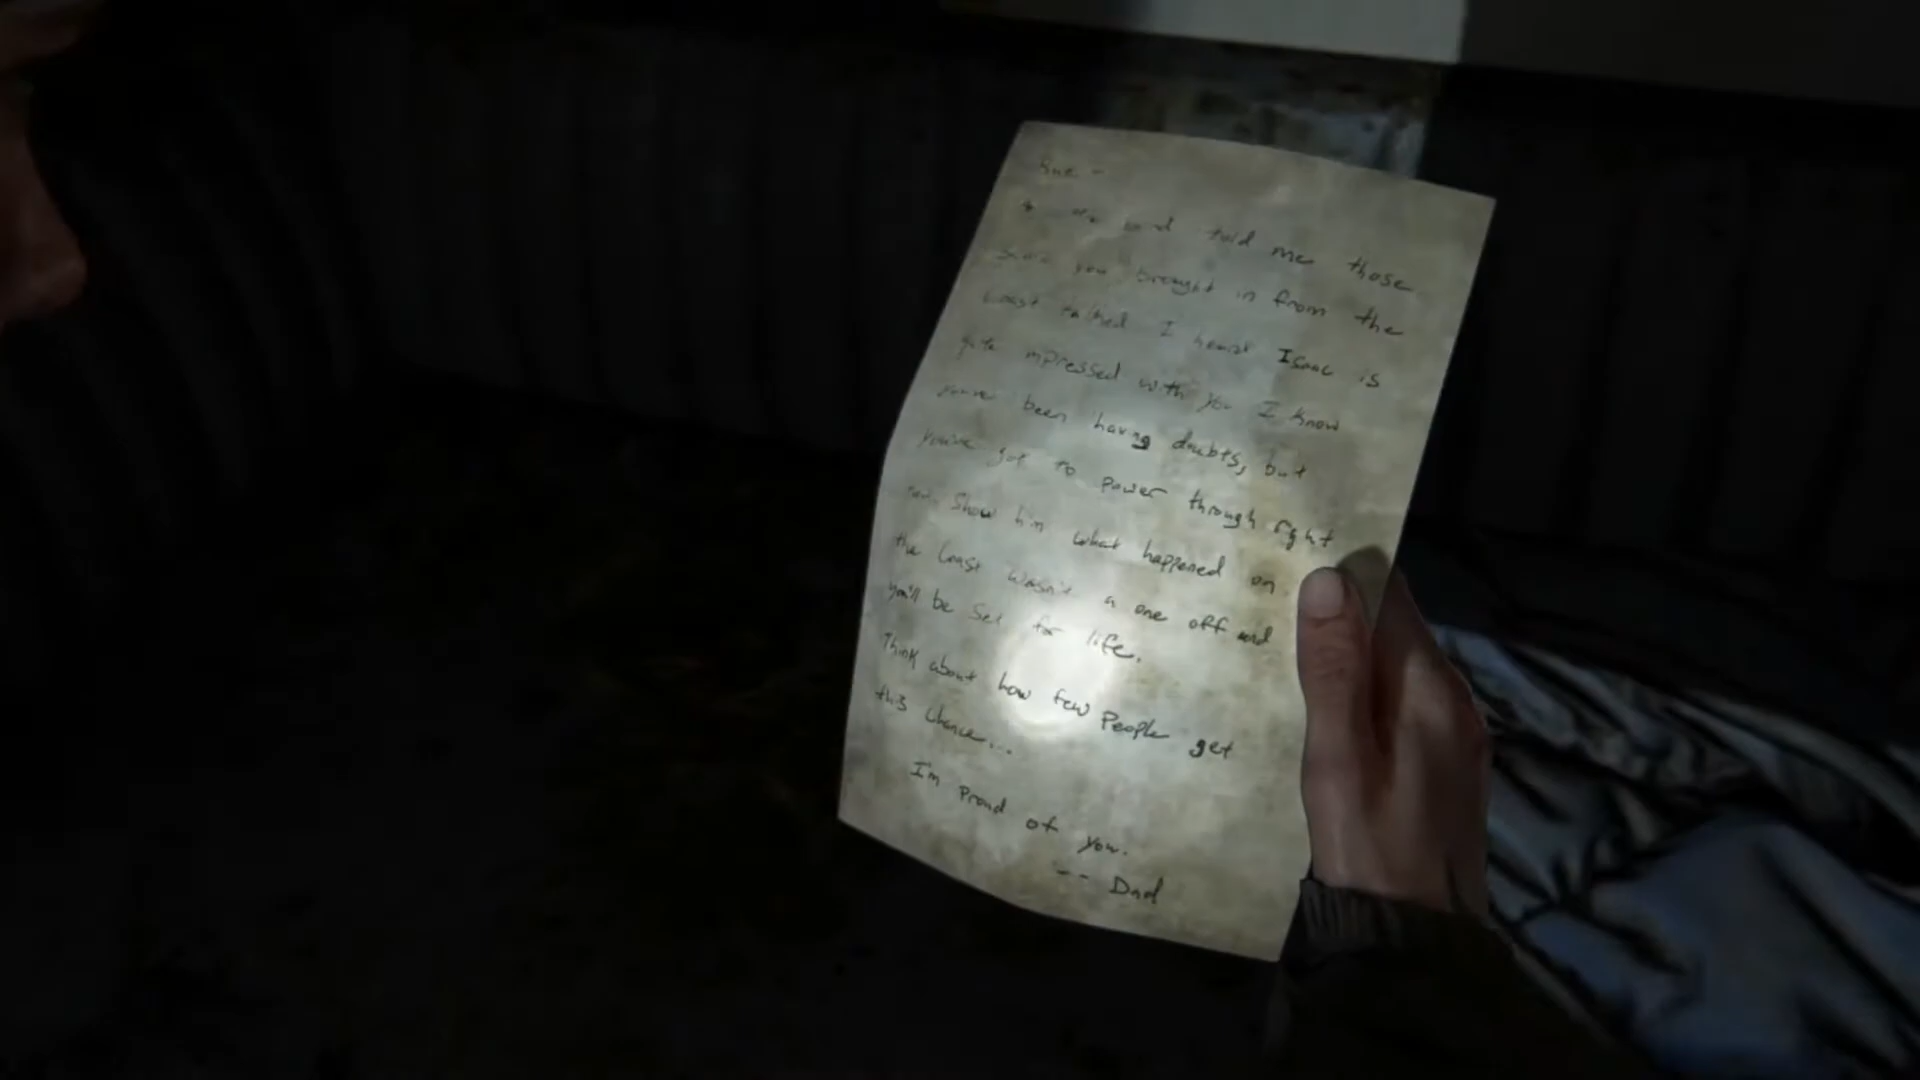 told me those
you brought in from the
coast talked I heard Isaac is
impressed with you I know
you've been having doubts, but
you've got to power through right
Show him what happened on
the coast wasn't a one off and
you'll be set for life.
Think about how few People get
this chance...
I'm proud of you.
-- Dad